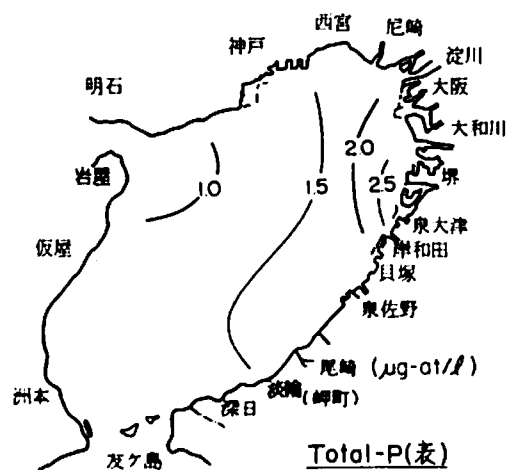 西宮
尼崎
神戸
淀川
明石
大阪
大和川
2.0
岩屋
1.0
1.5
2.5
堺
泉大津
仮屋
岸和田
貝塚
泉佐野
尾崎
(μg-at/l)
洲本
淡輪
(岬町)
深日
友ヶ島
Total-P(表)